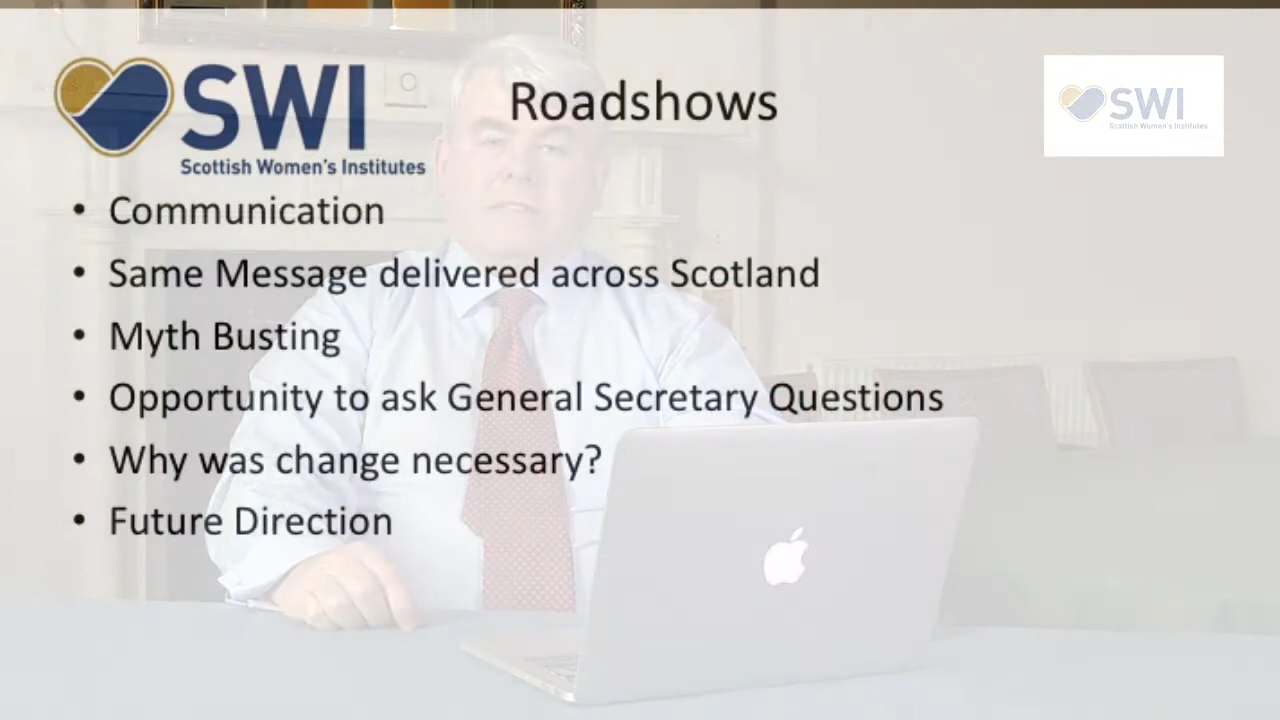 SWI
Scottish Women's Institutes
Roadshows
SWI
Scottish Women's Institutes
• Communication
• Same Message delivered across Scotland
• Myth Busting
• Opportunity to ask General Secretary Questions
• Why was change necessary?
• Future Direction